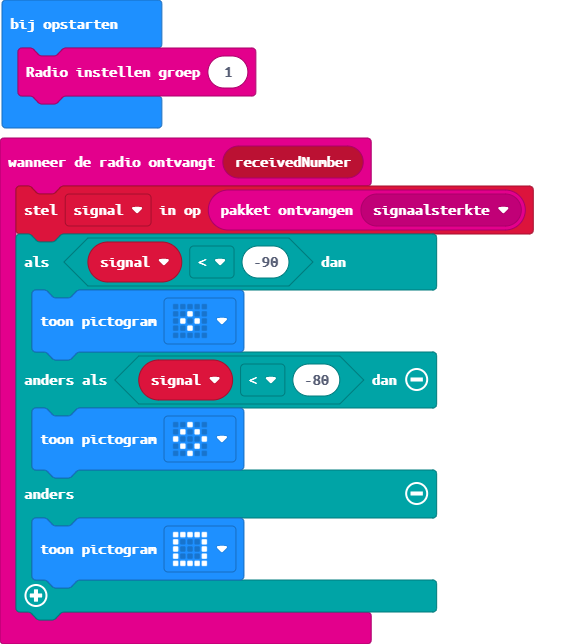 bij opstarten
Radio instellen groep 1
wanneer de radio ontvangt receivedNumber
stel signal in op pakket ontvangen signaalsterkte
als signal < -90 dan
toon pictogram
anders als signal < -80 dan
toon pictogram
anders
toon pictogram